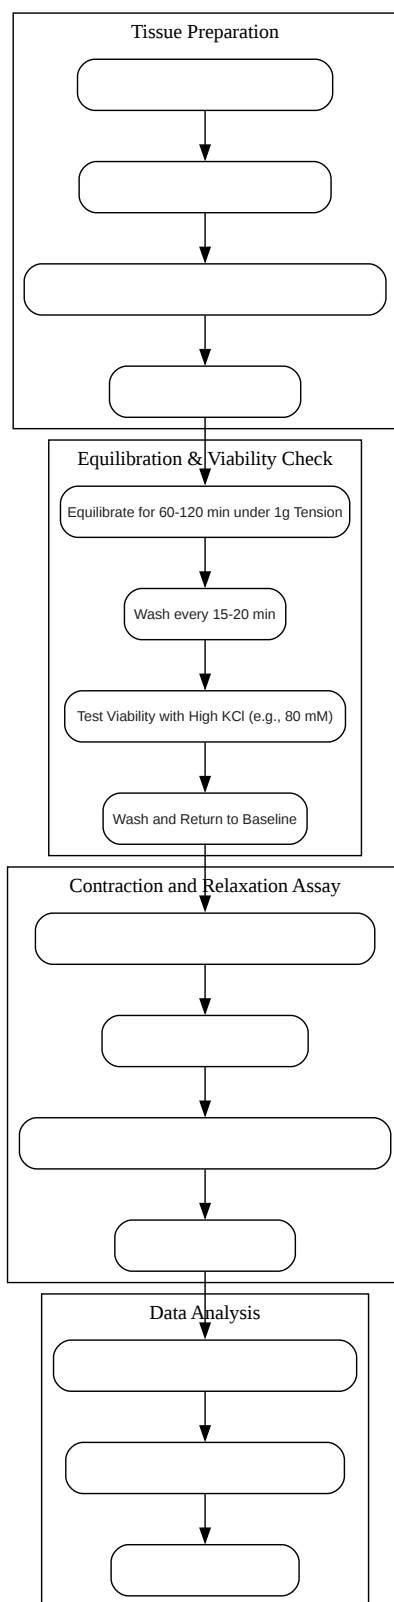 Tissue Preparation
Equilibration & Viability Check
Equilibrate for 60-120 min under 1g Tension
Wash every 15-20 min
Test Viability with High KCl (e.g., 80 mM)
Wash and Return to Baseline
Contraction and Relaxation Assay
Data Analysis